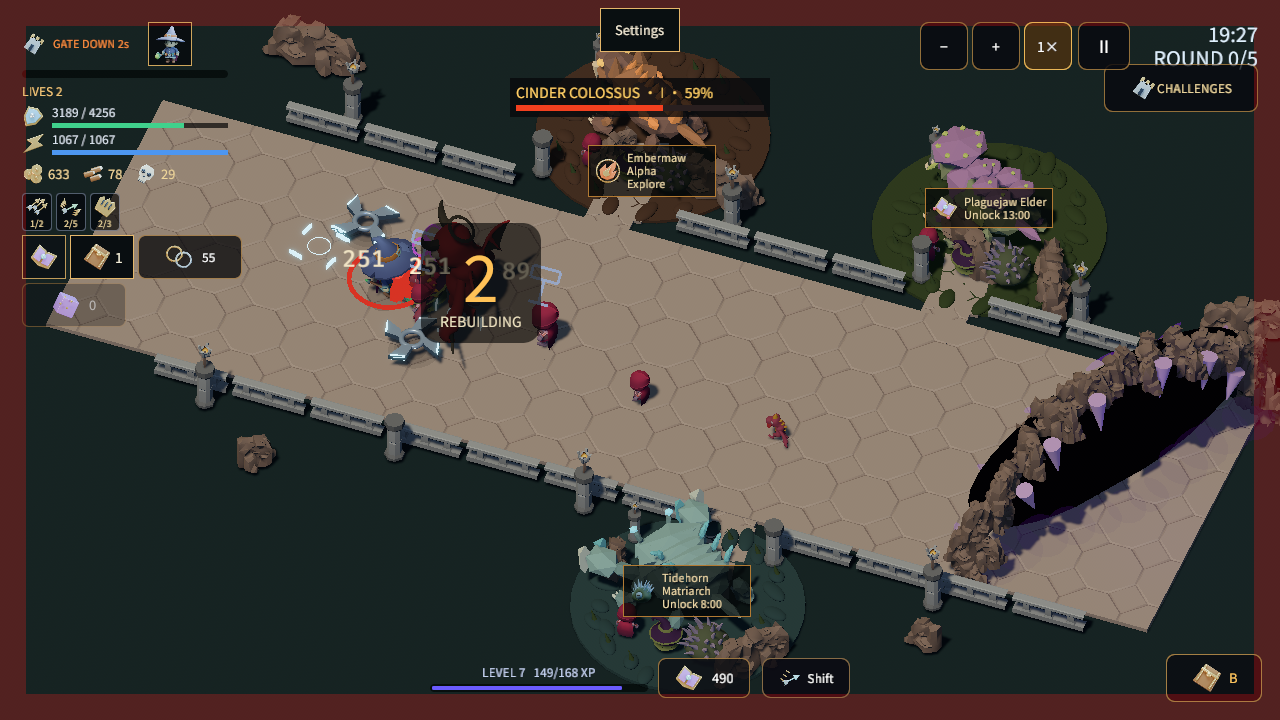 GATE DOWN 2s
Settings
−
+
1×
19:27
ROUND 0/5
LIVES 2
CINDER COLOSSUS • I • 59%
CHALLENGES
3189 / 4256
1067 / 1067
633
78
29
Embermaw
Alpha
Explore
1/2
2/5
2/3
Plaguejaw Elder
Unlock 13:00
1
55
251
251
89
2
REBUILDING
0
Tidehorn
Matriarch
Unlock 8:00
LEVEL 7 149/168 XP
490
Shift
B